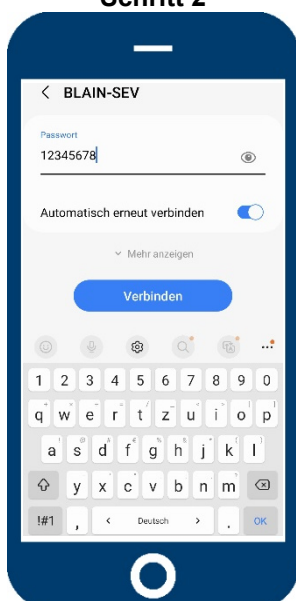 Schritt 2
< BLAIN-SEV
Passwort
12345678
Automatisch erneut verbinden
Mehr anzeigen
Verbinden
1 2 3 4 5 6 7 8 9 0
q w e r t z u i o p
a s d f g h j k l
y x c v b n m
!#1 , < Deutsch > . OK